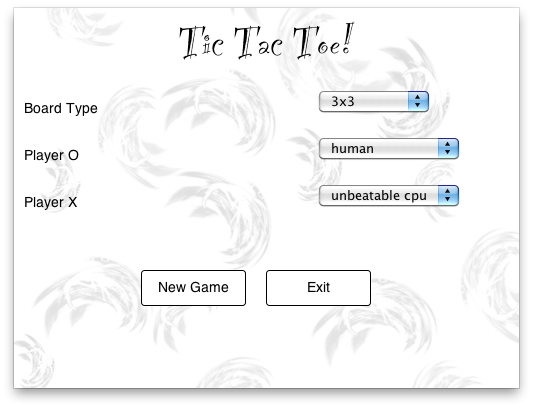 Tic Tac Toe!
Board Type 3x3
Player O human
Player X unbeatable cpu
New Game Exit